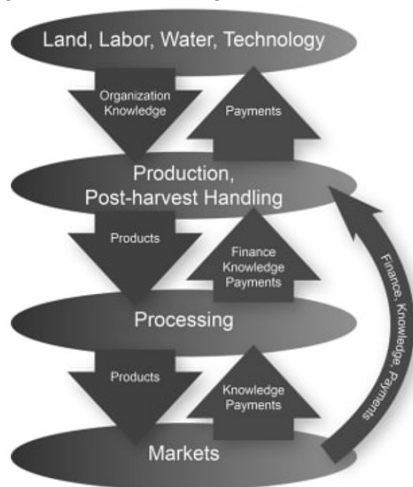 Land, Labor, Water, Technology
Organization
Knowledge
Payments
Production,
Post-harvest Handling
Products
Finance
Knowledge
Payments
Processing
Products
Knowledge
Payments
Markets
Finance, Knowledge, Payments